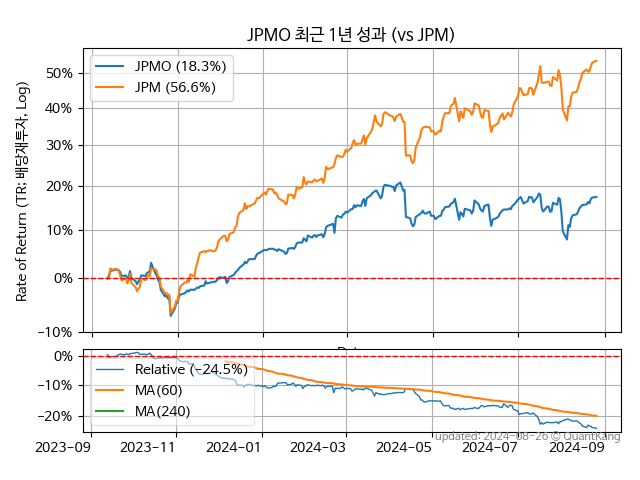 JPMO 최근 1년 성과 (vs JPM)
Rate of Return (TR: 배당재투자, Log)
JPMO (18.3%)
JPM (56.6%)
50%
40%
30%
20%
10%
0%
−10%
0%
−10%
−20%
Relative (−24.5%)
MA(60)
MA(240)
2023-09
2023-11
2024-01
2024-03
2024-05
2024-07
2024-09
updated: 2024-08-26 © QuantKang